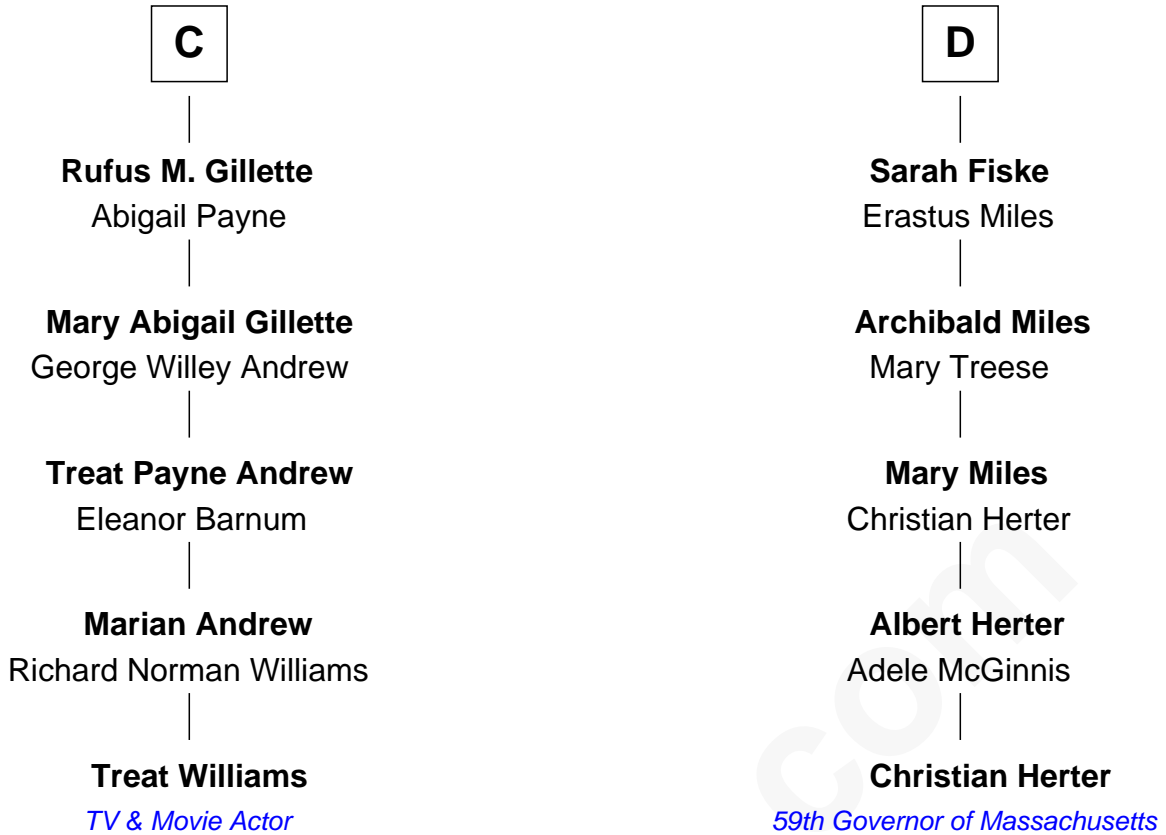 C
Rufus M. Gillette
Abigail Payne
Mary Abigail Gillette
George Willey Andrew
Treat Payne Andrew
Eleanor Barnum
Marian Andrew
Richard Norman Williams
Treat Williams
TV & Movie Actor
D
Sarah Fiske
Erastus Miles
Archibald Miles
Mary Treese
Mary Miles
Christian Herter
Albert Herter
Adele McGinnis
Christian Herter
59th Governor of Massachusetts
com